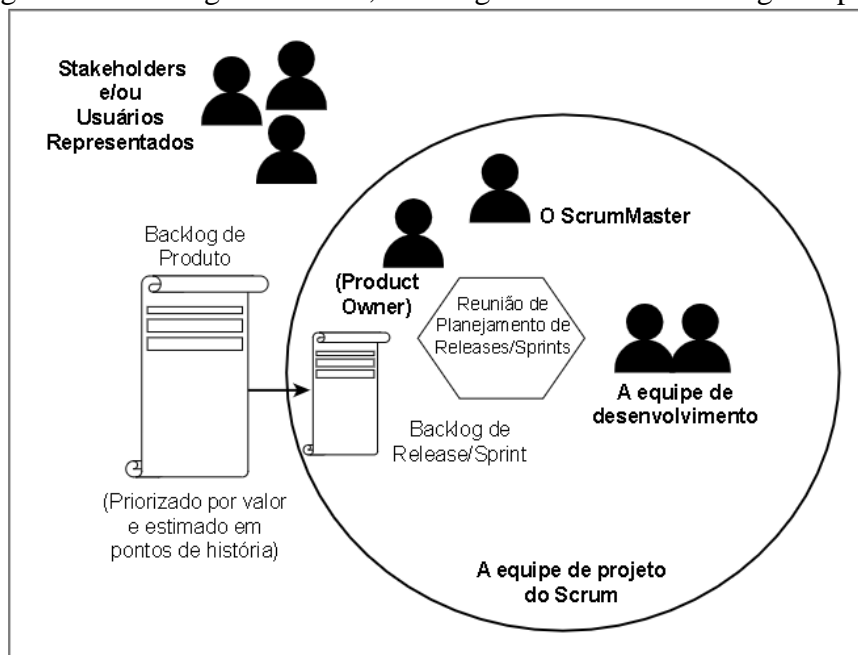 Stakeholders
e/ou
Usuários
Representados
O ScrumMaster
Backlog de
Produto
(Product
Owner)
Reunião de
Planejamento de
Releases/Sprints
A equipe de
desenvolvimento
Backlog de
Release/Sprint
(Priorizado por valor
e estimado em
pontos de história)
A equipe de projeto
do Scrum